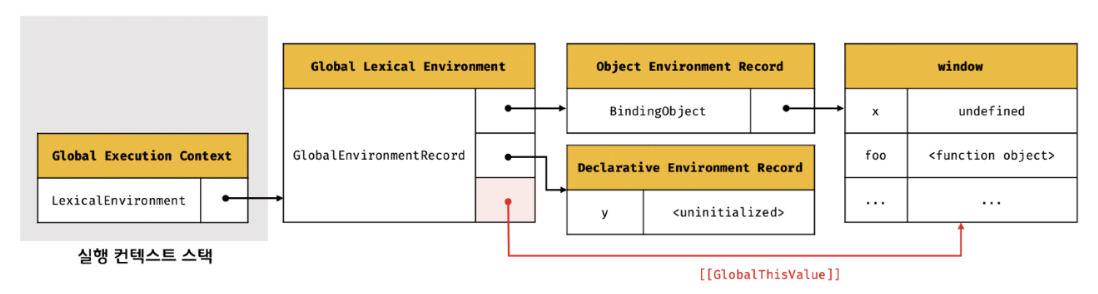 Global Execution Context
LexicalEnvironment
실행 컨텍스트 스택
Global Lexical Environment
GlobalEnvironmentRecord
Object Environment Record
BindingObject
Declarative Environment Record
y <uninitialized>
window
x undefined
foo <function object>
... ...
[[GlobalThisValue]]